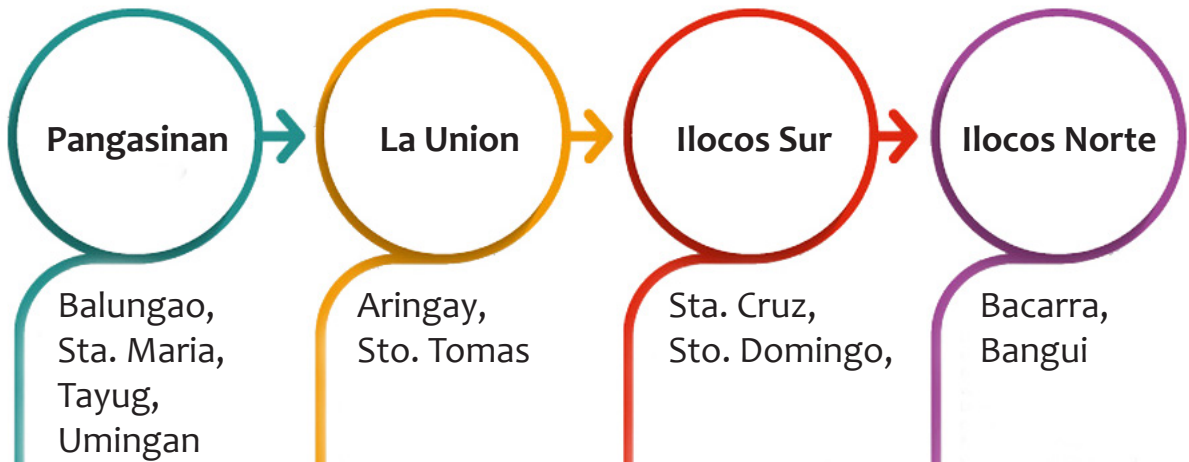 Pangasinan
La Union
Ilocos Sur
Ilocos Norte
Balungao,
Sta. Maria,
Tayug,
Umingan
Aringay,
Sto. Tomas
Sta. Cruz,
Sto. Domingo,
Bacarra,
Bangui